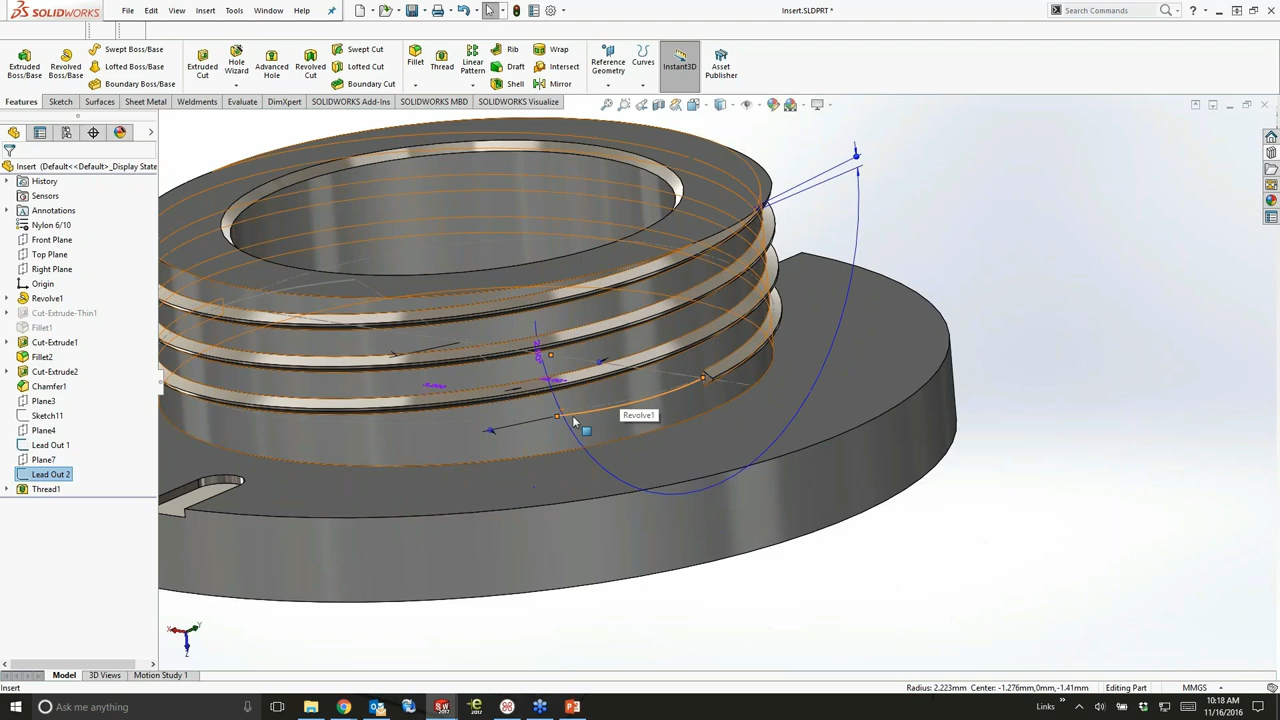 SOLIDWORKS File Edit View Insert Tools Window Help Insert.SLDPRT * Search Commands
Extruded Boss/Base
Revolved Boss/Base
Swept Boss/Base
Lofted Boss/Base
Boundary Boss/Base
Extruded Cut
Hole Wizard
Advanced Hole
Revolved Cut
Swept Cut
Lofted Cut
Boundary Cut
Fillet
Thread
Linear Pattern
Rib
Draft
Shell
Wrap
Intersect
Mirror
Reference Geometry
Curves
Instant3D
Asset Publisher
Features Sketch Surfaces Sheet Metal Weldments Evaluate DimXpert SOLIDWORKS Add-Ins SOLIDWORKS MBD SOLIDWORKS Visualize
Insert (Default<<Default>_Display State
History
Sensors
Annotations
Nylon 6/10
Front Plane
Top Plane
Right Plane
Origin
Revolve1
Cut-Extrude-Thin1
Fillet1
Cut-Extrude1
Fillet2
Cut-Extrude2
Chamfer1
Plane3
Sketch11
Plane4
Lead Out 1
Plane7
Lead Out 2
Thread1
Revolve1
X
Y
Z
Model 3D Views Motion Study 1
Insert Radius: 2.223mm Center: -1.276mm,0mm,-1.41mm Editing Part MMGS
Ask me anything
Links
10:18 AM
11/16/2016